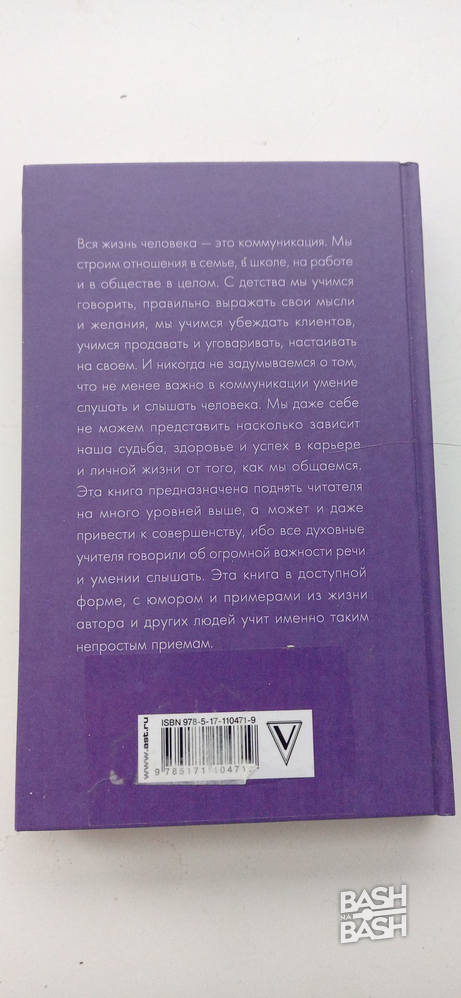 Вся жизнь человека — это коммуникация. Мы
строим отношения в семье, в школе, на работе
и в обществе в целом. С детства мы учимся
говорить, правильно выражать свои мысли
и желания, мы учимся убеждать клиентов,
учимся продавать и уговаривать, настаивать
на своем. И никогда не задумываемся о том,
что не менее важно в коммуникации умение
слушать и слышать человека. Мы даже себе
не можем представить насколько зависит
наша судьба, здоровье и успех в карьере
и личной жизни от того, как мы общаемся.
Эта книга предназначена поднять читателя
на много уровней выше, а может и даже
привести к совершенству, ибо все духовные
учителя говорили об огромной важности речи
и умении слышать. Эта книга в доступной
форме, с юмором и примерами из жизни
автора и других людей учит именно таким
непростым приемам.
www.ast.ru
ISBN 978-5-17-110471-9
9 785171 10471
BASH
NA
BASH